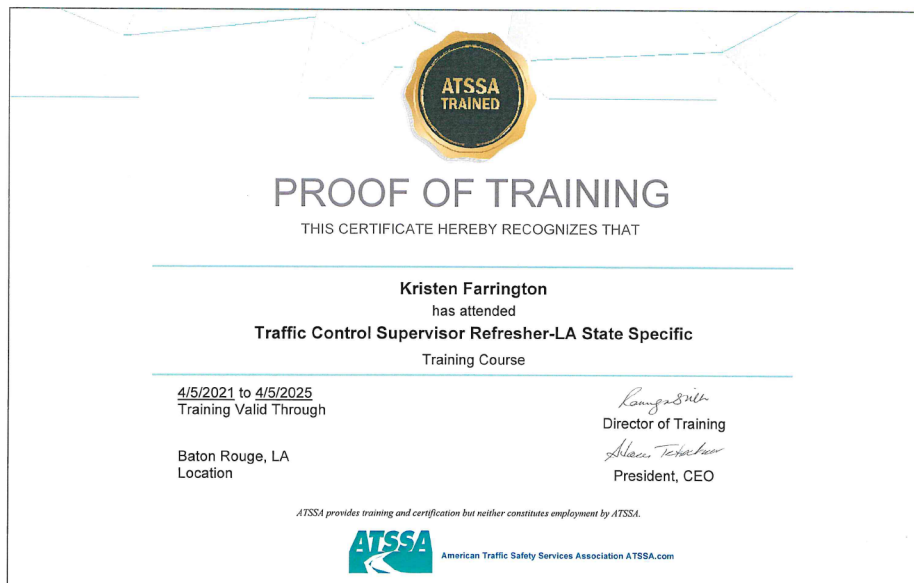 ATSSA
TRAINED
PROOF OF TRAINING
THIS CERTIFICATE HEREBY RECOGNIZES THAT
Kristen Farrington
has attended
Traffic Control Supervisor Refresher-LA State Specific
Training Course
4/5/2021 to 4/5/2025
Training Valid Through
Baton Rouge, LA
Location
Director of Training
President, CEO
ATSSA provides training and certification but neither constitutes employment by ATSSA.
ATSSA
American Traffic Safety Services Association ATSSA.com